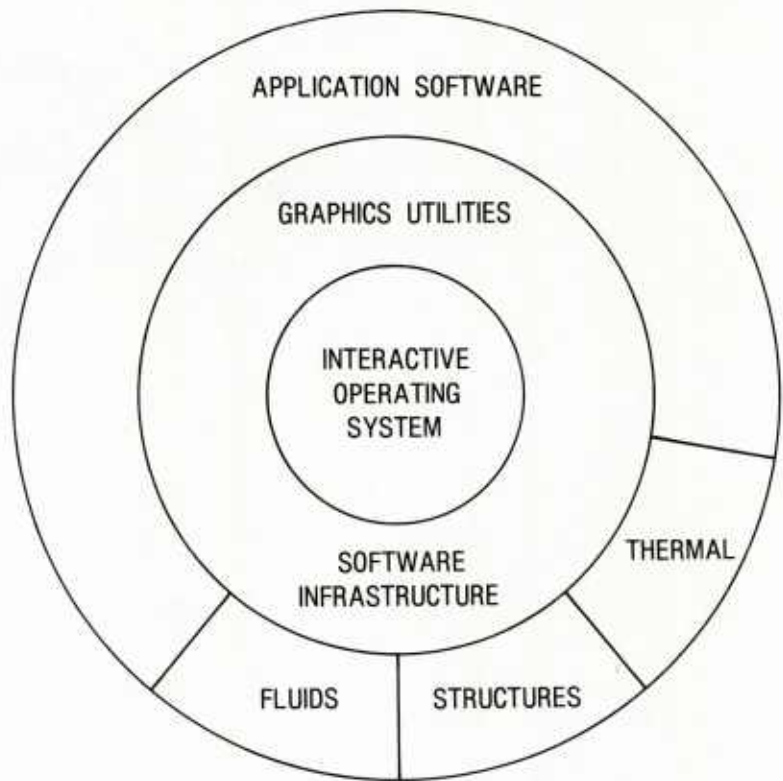 APPLICATION SOFTWARE
GRAPHICS UTILITIES
INTERACTIVE
OPERATING
SYSTEM
SOFTWARE
INFRASTRUCTURE
THERMAL
FLUIDS
STRUCTURES